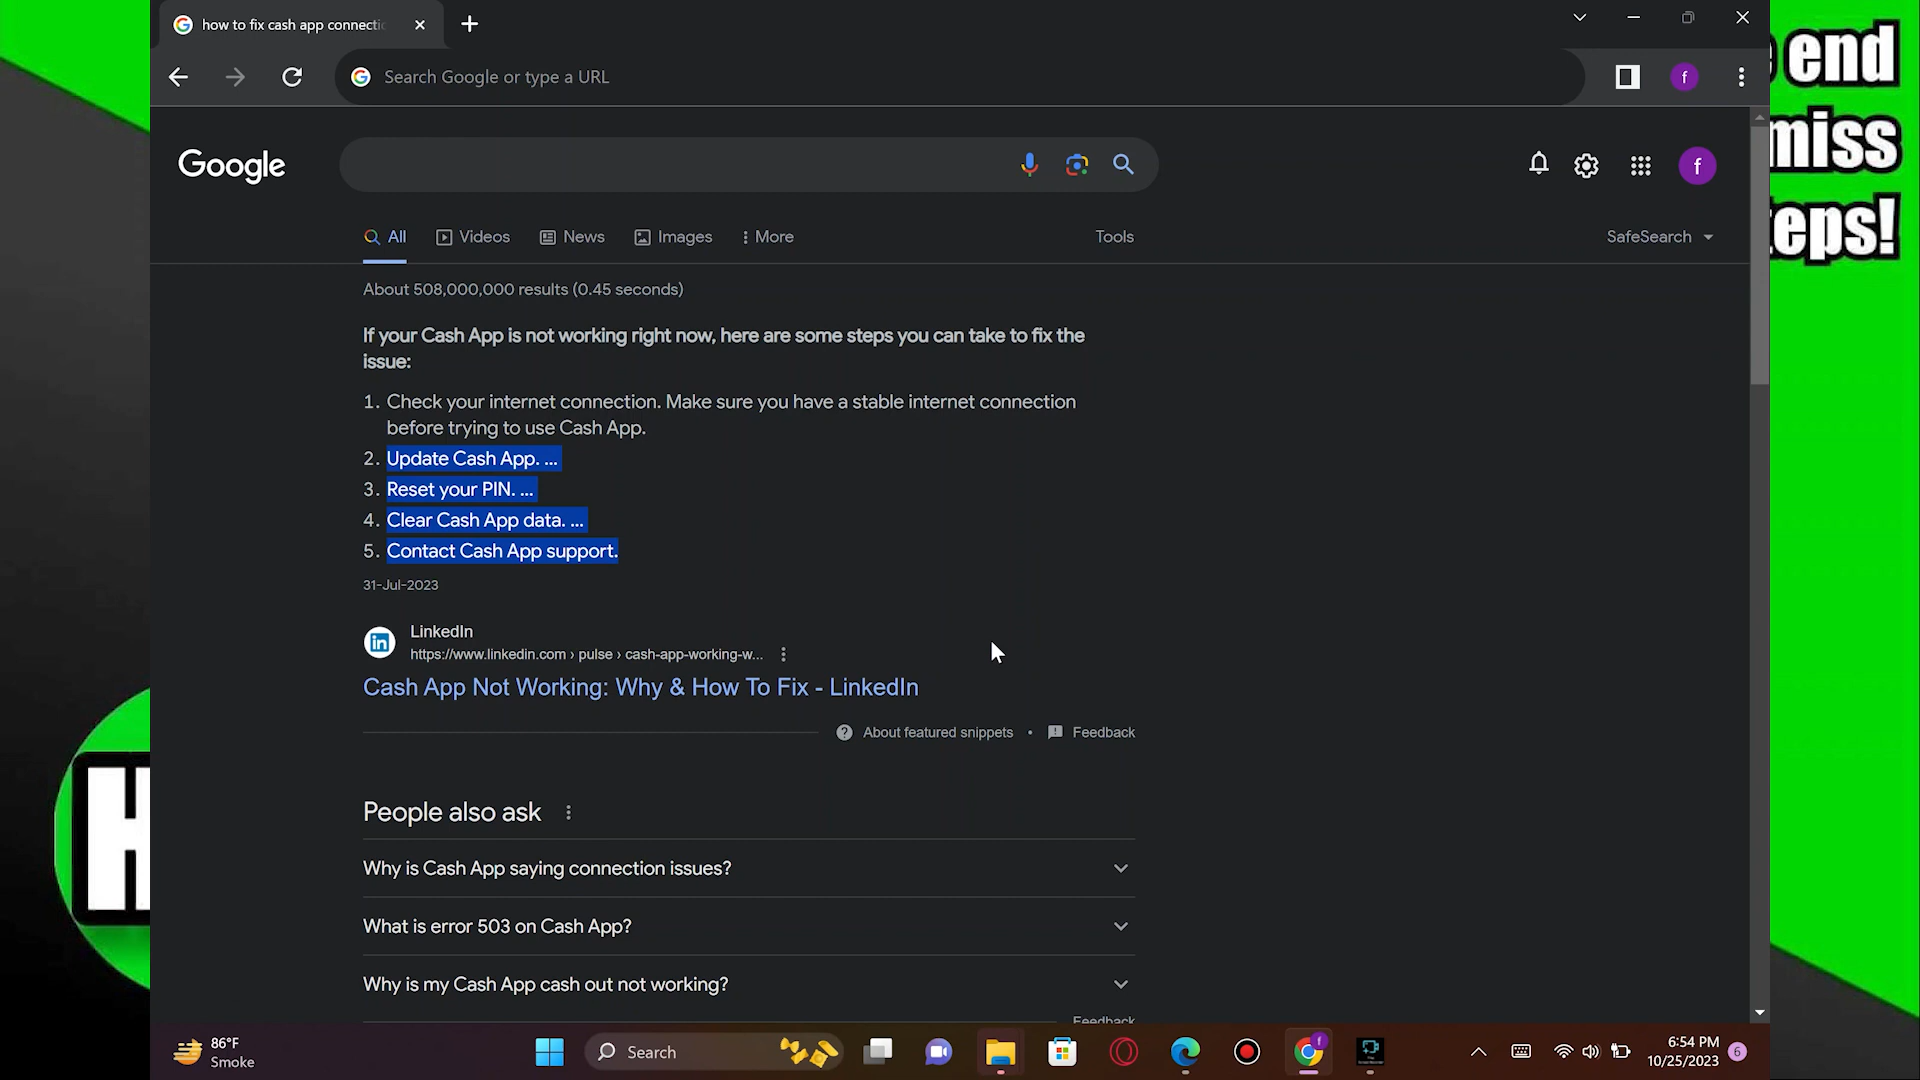 how to fix cash app connecti
Search Google or type a URL
f
end
miss
teps!
Google
f
All
Videos
News
Images
More
Tools
SafeSearch
About 508,000,000 results (0.45 seconds)
If your Cash App is not working right now, here are some steps you can take to fix the
issue:
1. Check your internet connection. Make sure you have a stable internet connection
before trying to use Cash App.
2. Update Cash App. ...
3. Reset your PIN. ...
4. Clear Cash App data. ...
5. Contact Cash App support.
31-Jul-2023
in
LinkedIn
https://www.linkedin.com › pulse › cash-app-working-w...
Cash App Not Working: Why & How To Fix - LinkedIn
About featured snippets
•
Feedback
H
People also ask
Why is Cash App saying connection issues?
What is error 503 on Cash App?
Why is my Cash App cash out not working?
Feedback
86°F
Smoke
Search
f
6:54 PM
10/25/2023
6